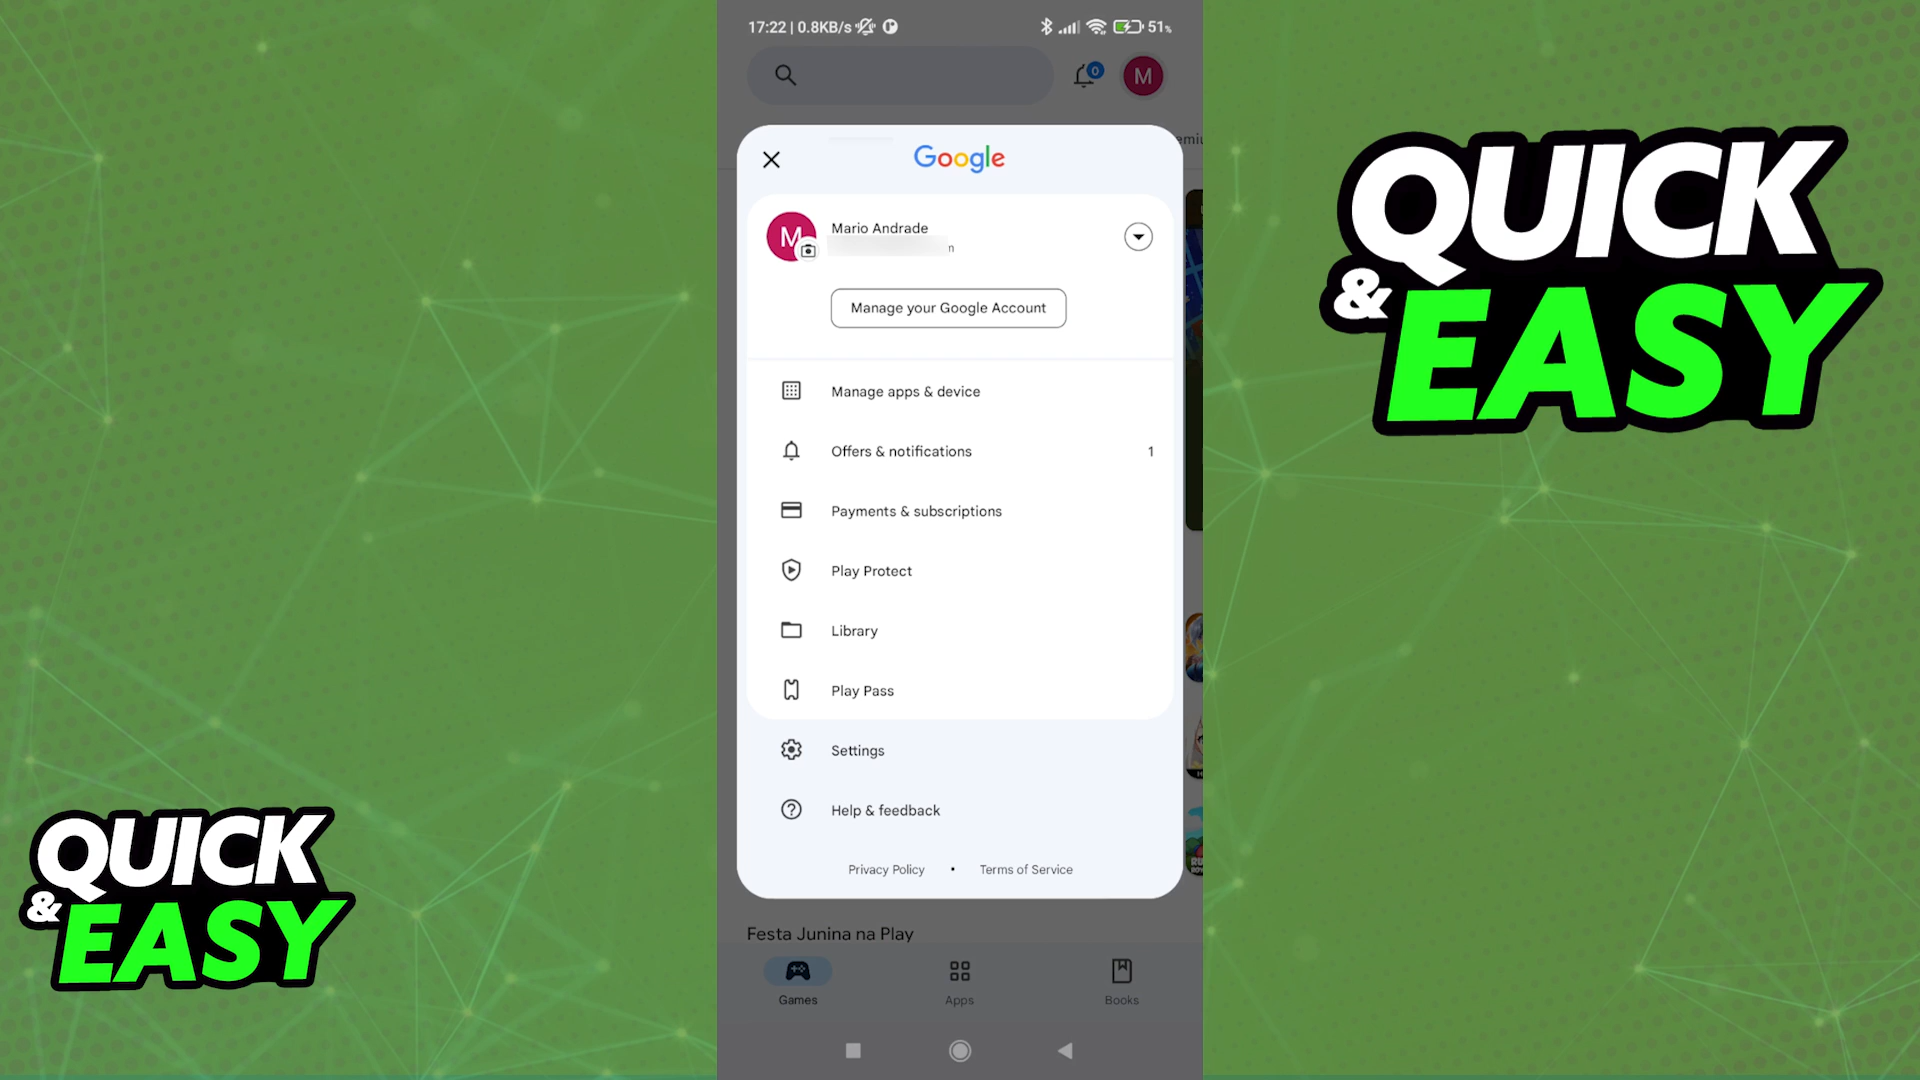 17:22 | 0.8KB/s
51%
0
M
Google
M
Mario Andrade
n
Manage your Google Account
Manage apps & device
Offers & notifications
1
Payments & subscriptions
Play Protect
Library
Play Pass
Settings
Help & feedback
Privacy Policy • Terms of Service
Festa Junina na Play
Games
Apps
Books
QUICK
& EASY
QUICK
& EASY